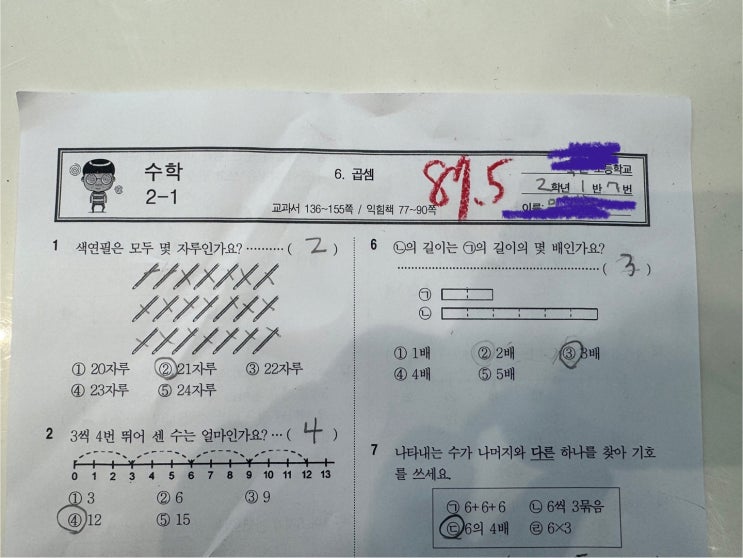 수학
2-1
6. 곱셈
교과서 136~155쪽 / 익힘책 77~90쪽
87.5
초등학교
2학년 1반 7번
이름:
1 색연필은 모두 몇 자루인가요? ·········· ( 2 )
① 20자루 ② 21자루 ③ 22자루
④ 23자루 ⑤ 24자루
2 3씩 4번 뛰어 센 수는 얼마인가요? ··· ( 4 )
0 1 2 3 4 5 6 7 8 9 10 11 12 13
① 3 ② 6 ③ 9
④ 12 ⑤ 15
6 ㉡의 길이는 ㉠의 길이의 몇 배인가요?
·········· ( 3 )
㉠
㉡
① 1배 ② 2배 ③ 3배
④ 4배 ⑤ 5배
7 나타내는 수가 나머지와 다른 하나를 찾아 기호
를 쓰세요.
㉠ 6+6+6 ㉡ 6씩 3묶음
㉢ 6의 4배 ㉣ 6×3